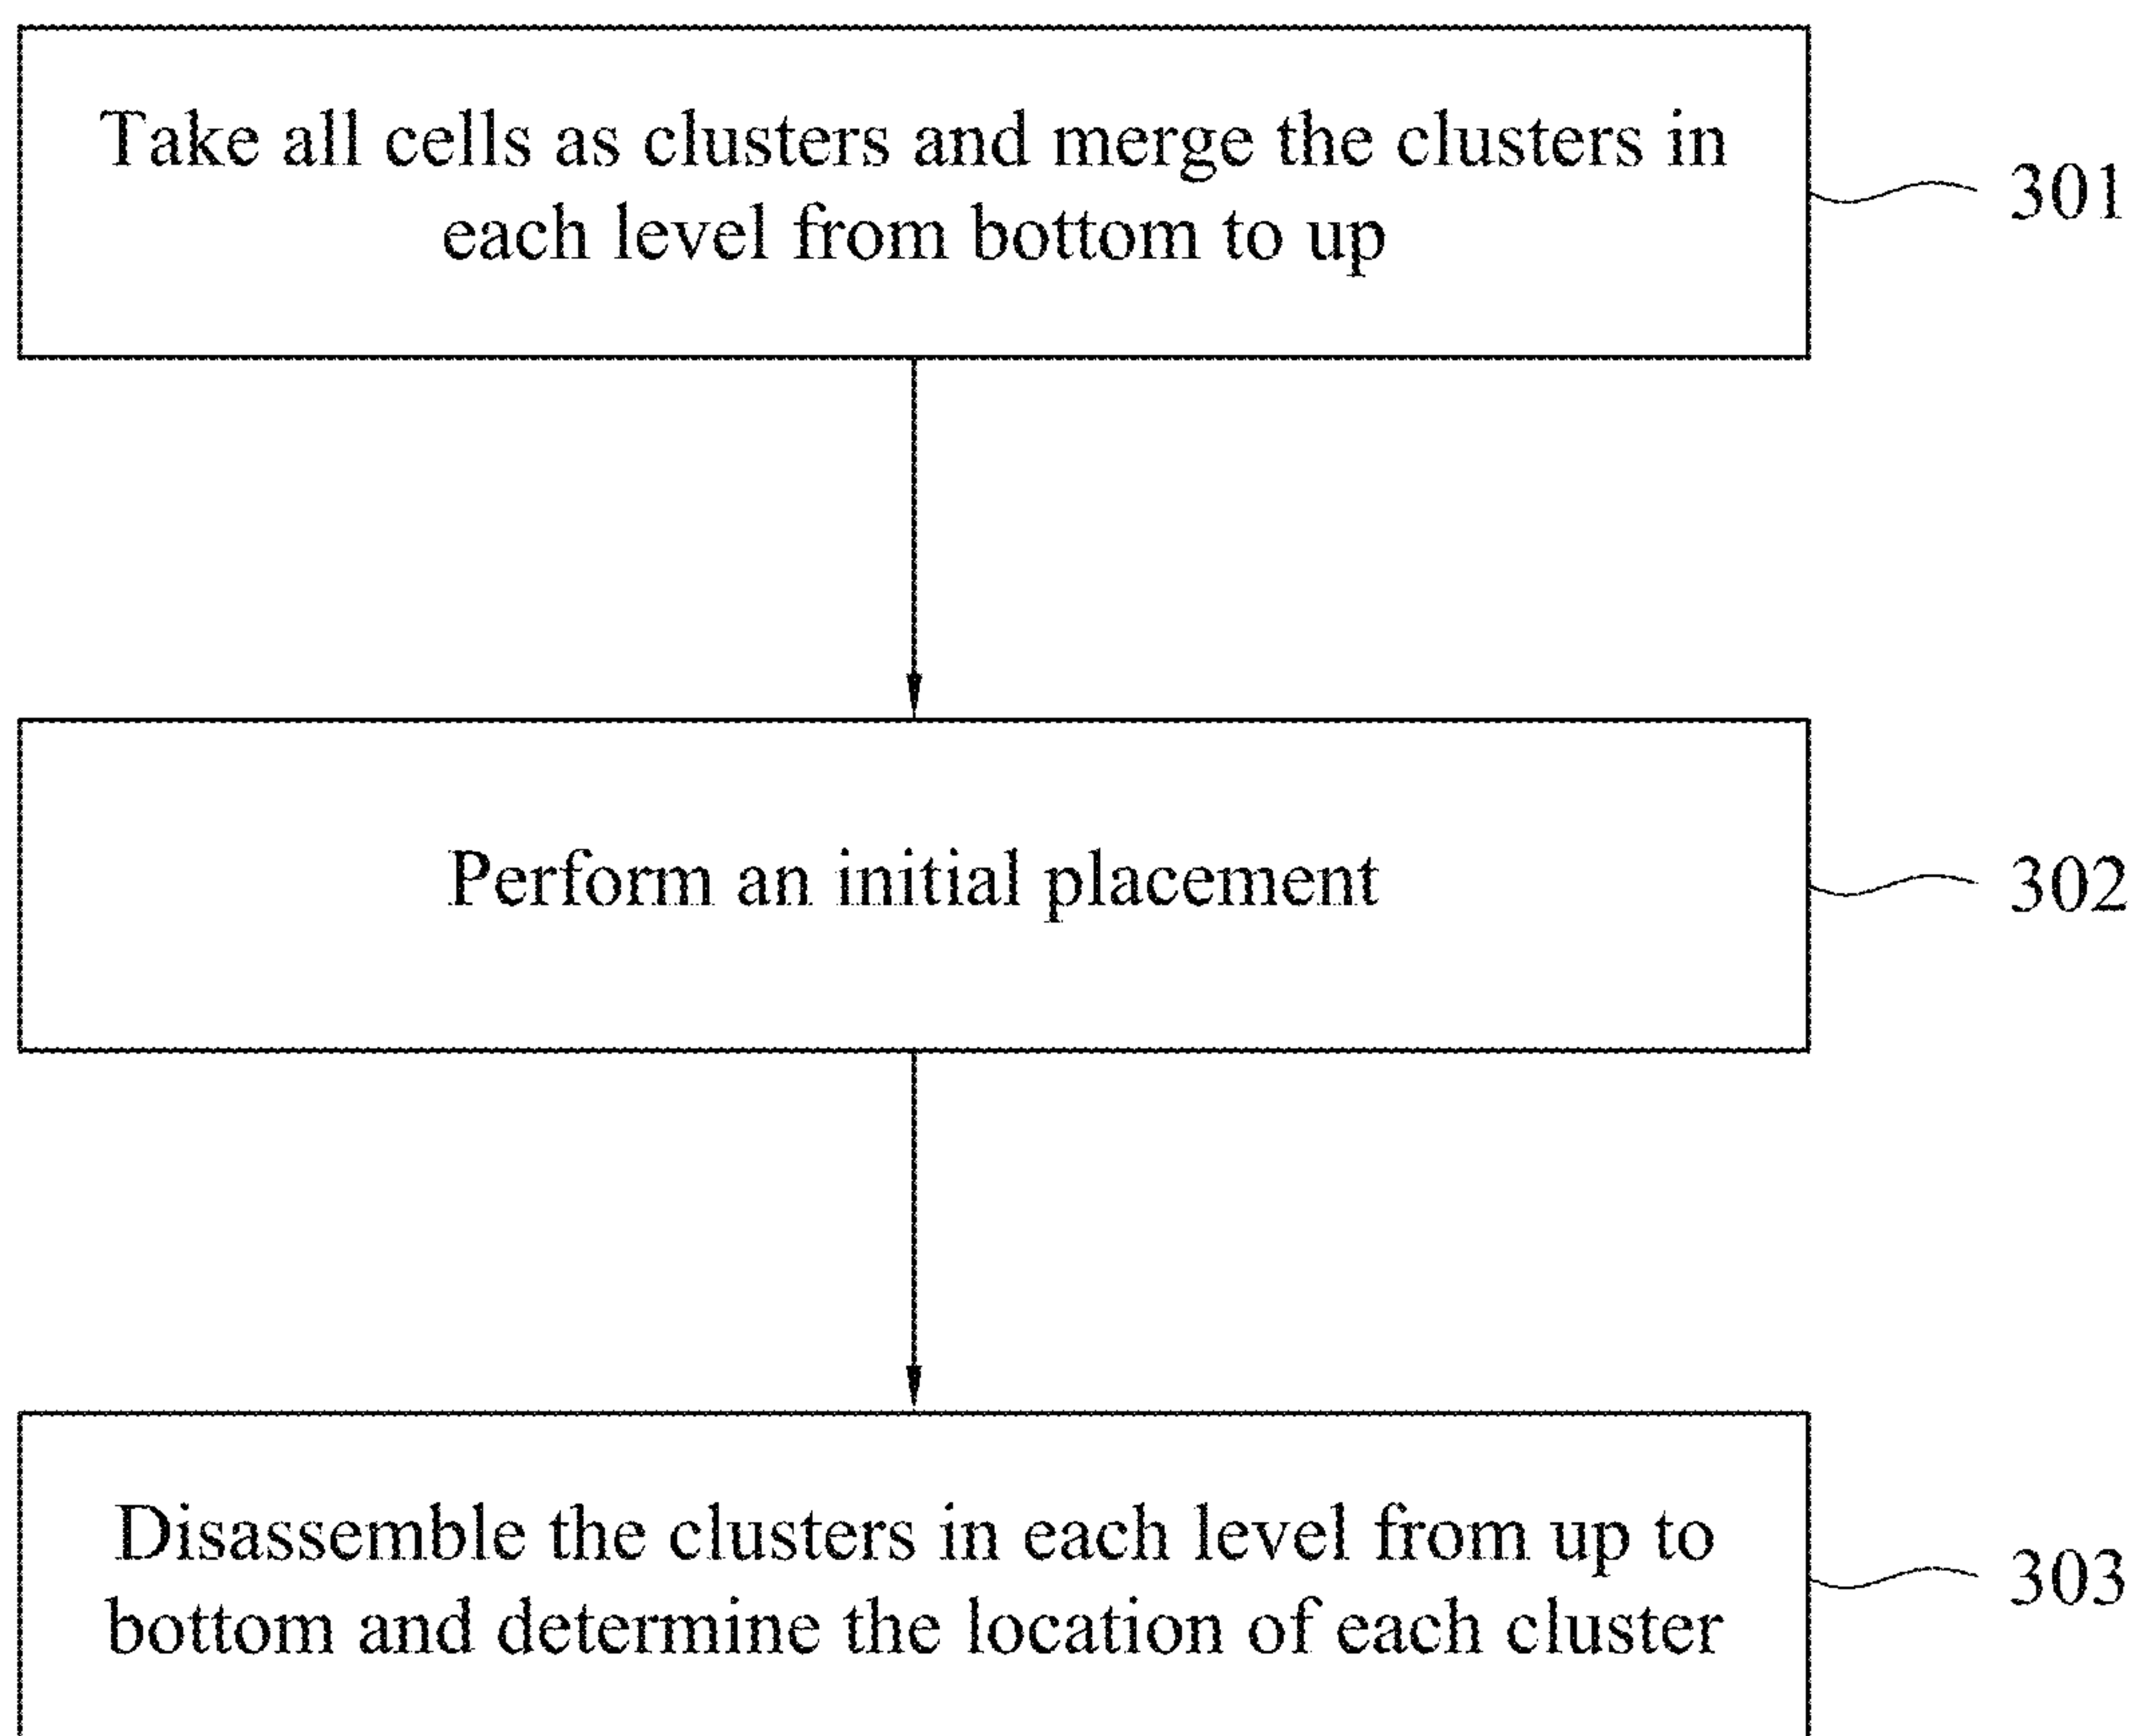 Take all cells as clusters and merge the clusters in
each level from bottom to up
301
Perform an initial placement
302
Disassemble the clusters in each level from up to
bottom and determine the location of each cluster
303